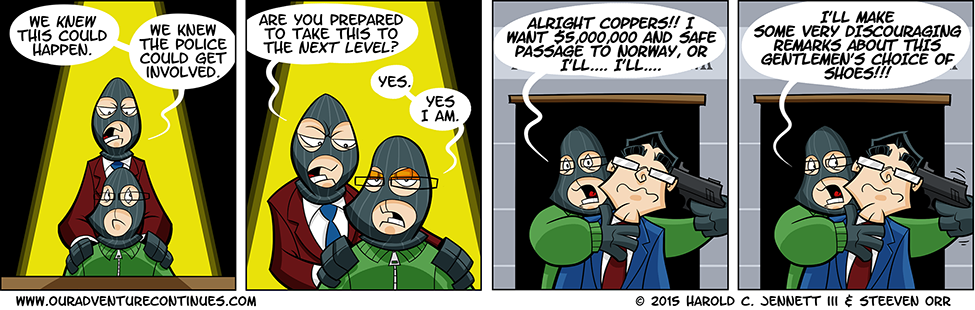 WE KNEW
THIS COULD
HAPPEN.
WE KNEW
THE POLICE
COULD GET
INVOLVED.
ARE YOU PREPARED
TO TAKE THIS TO
THE NEXT LEVEL?
YES.
YES
I AM.
ALRIGHT COPPERS!! I
WANT $5,000,000 AND SAFE
PASSAGE TO NORWAY, OR
I'LL.... I'LL....
I'LL MAKE
SOME VERY DISCOURAGING
REMARKS ABOUT THIS
GENTLEMEN'S CHOICE OF
SHOES!!!
WWW.OURADVENTURECONTINUES.COM
© 2015 HAROLD C. JENNETT III & STEEVEN ORR